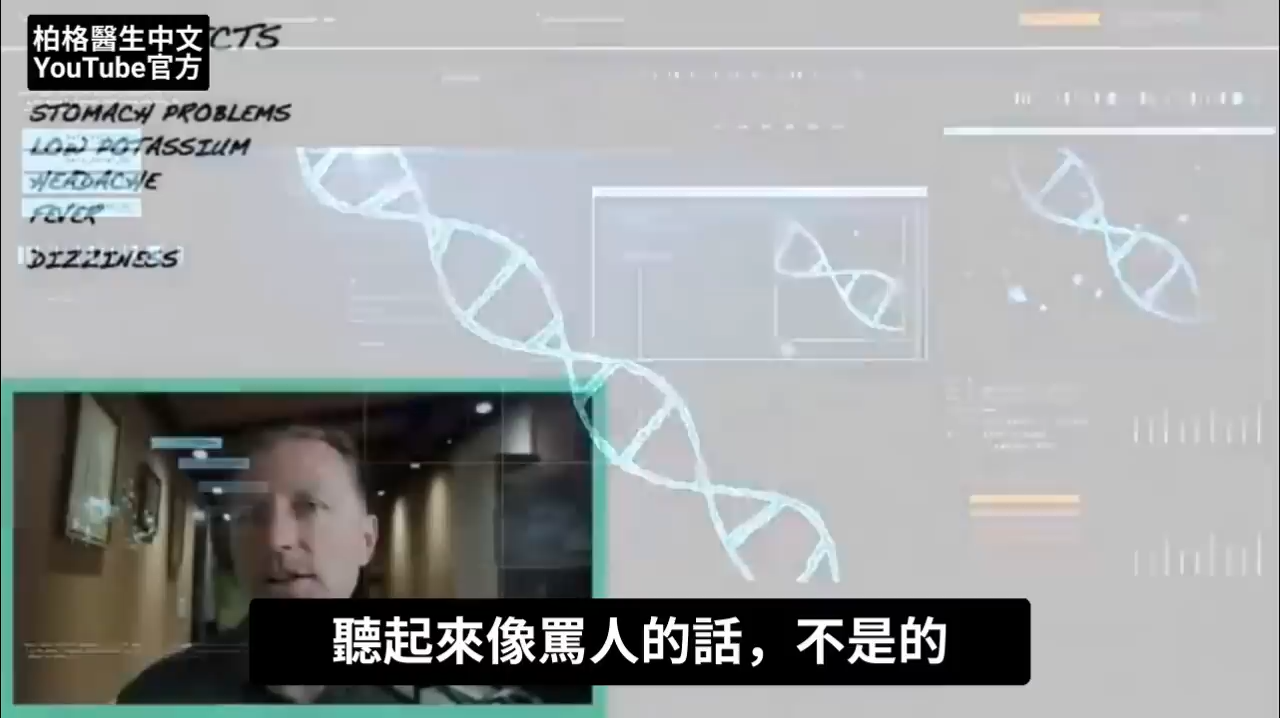 柏格醫生中文
YouTube官方
CTS
STOMACH PROBLEMS
LOW POTASSIUM
HEADACHE
FEVER
DIZZINESS
聽起來像罵人的話，不是的